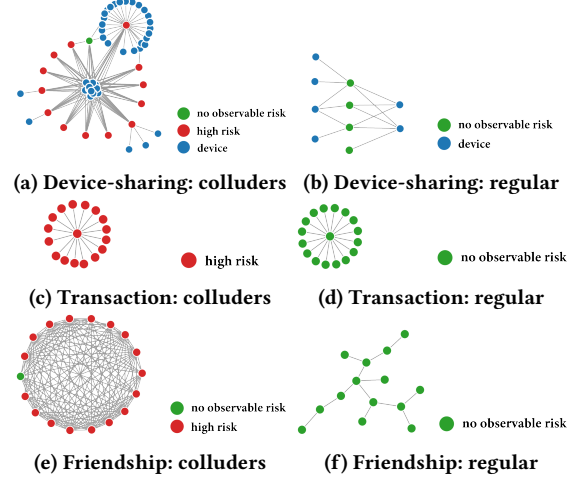 no observable risk
high risk
device
no observable risk
device
(a) Device-sharing: colluders
(b) Device-sharing: regular
high risk
no observable risk
(c) Transaction: colluders
(d) Transaction: regular
no observable risk
high risk
no observable risk
(e) Friendship: colluders
(f) Friendship: regular